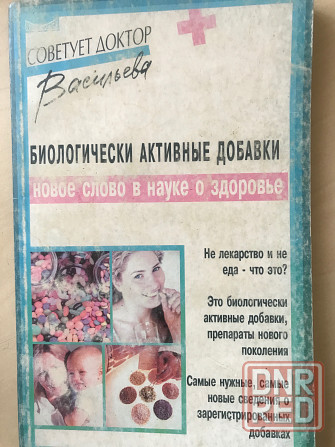 СОВЕТУЕТ ДОКТОР
Васильева
БИОЛОГИЧЕСКИ АКТИВНЫЕ ДОБАВКИ
НОВОЕ СЛОВО В НАУКЕ О ЗДОРОВЬЕ
Не лекарство и не
еда - что это?
Это биологически
активные добавки,
препараты нового
поколения
Самые нужные, самые
новые сведения о
зарегистрированных
добавках
DNR
RED